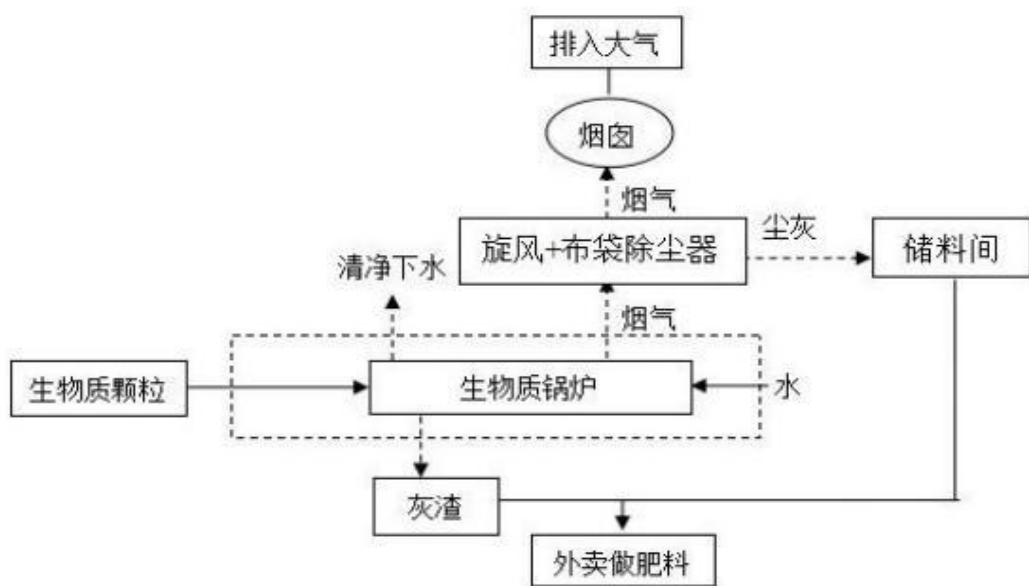 排入大气
烟囱
烟气
尘灰
旋风+布袋除尘器
储料间
清净下水
烟气
生物质颗粒
生物质锅炉
水
灰渣
外卖做肥料